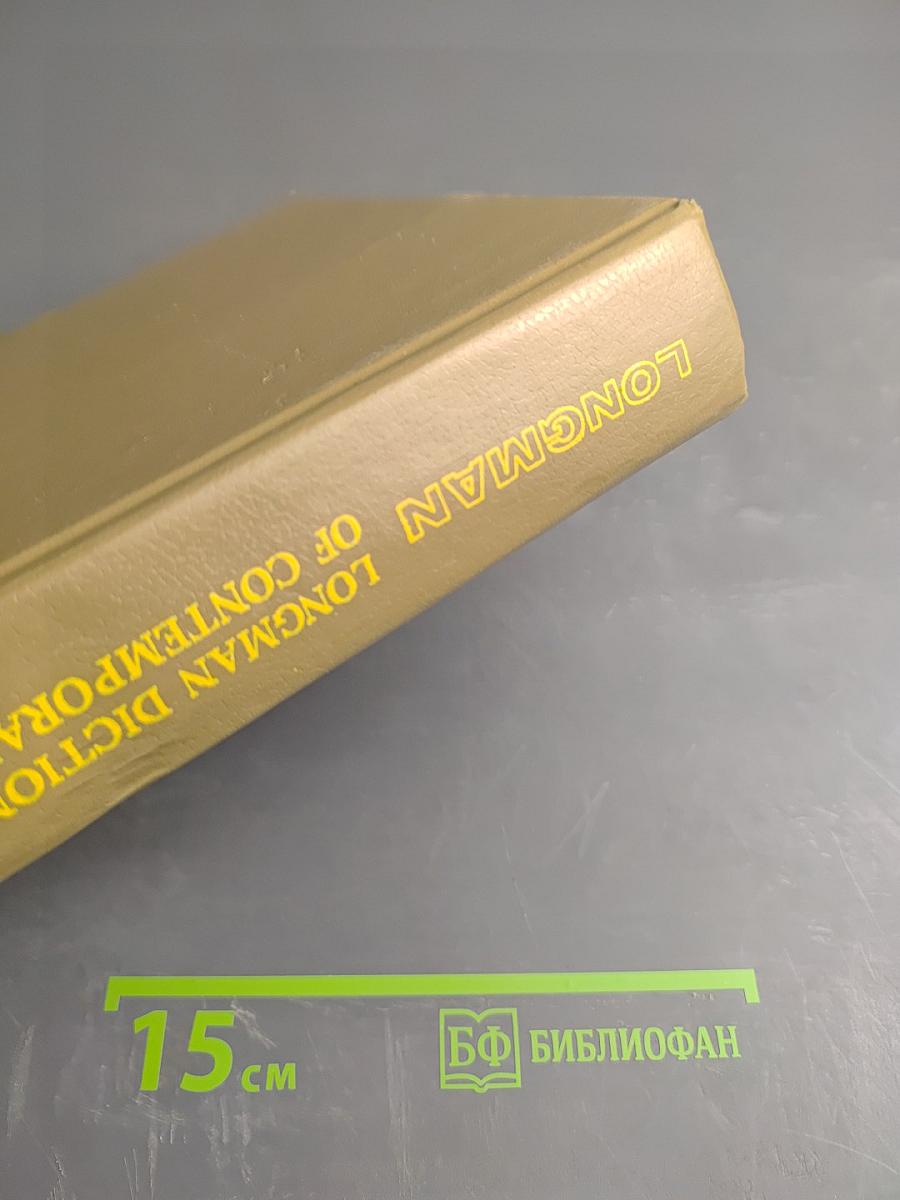 LONGMAN
LONGMAN DICTION
OF CONTEMPORA
15 см
БФ БИБЛИОФАН